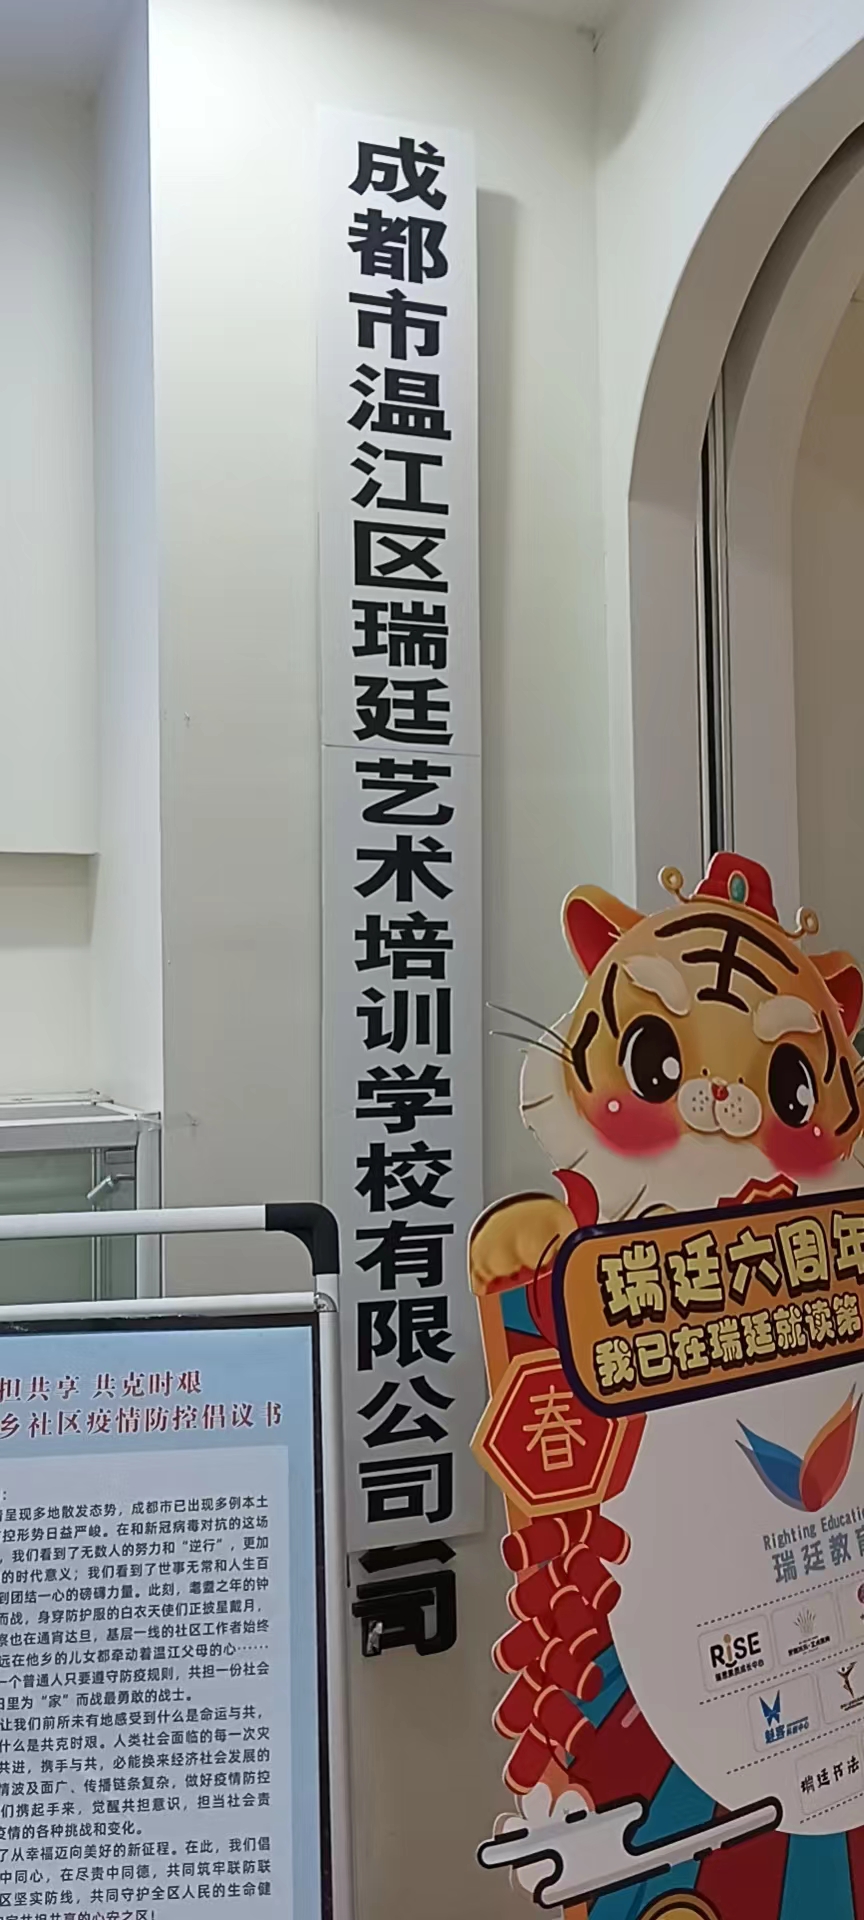 成都市温江区瑞廷艺术培训学校有限公司
司
瑞廷六周年
我已在瑞廷就读第
春
Righting Educatio
瑞廷教育
RISE
魅客
瑞廷书法
担共享 共克时艰
乡社区疫情防控倡议书
：
情呈现多地散发态势，成都市已出现多例本土
控形势日益严峻。在和新冠病毒对抗的这场
，我们看到了无数人的努力和“逆行”，更加
的时代意义；我们看到了世事无常和人生百
到团结一心的磅礴力量。此刻，耄耋之年的钟
而战，身穿防护服的白衣天使们正披星戴月，
察也在通宵达旦，基层一线的社区工作者始终
远在他乡的儿女都牵动着温江父母的心……
一个普通人只要遵守防疫规则，共担一份社会
日里为“家”而战最勇敢的战士。
让我们前所未有地感受到什么是命运与共，
什么是共克时艰。人类社会面临的每一次灾
共进，携手与共，必能换来经济社会发展的
情波及面广、传播链条复杂，做好疫情防控
们携起手来，觉醒共担意识，担当社会责
疫情的各种挑战和变化。
了从幸福迈向美好的新征程。在此，我们倡
中同心，在尽责中同德，共同筑牢联防联
区坚实防线，共同守护全区人民的生命健
家共担共享的心安之区！